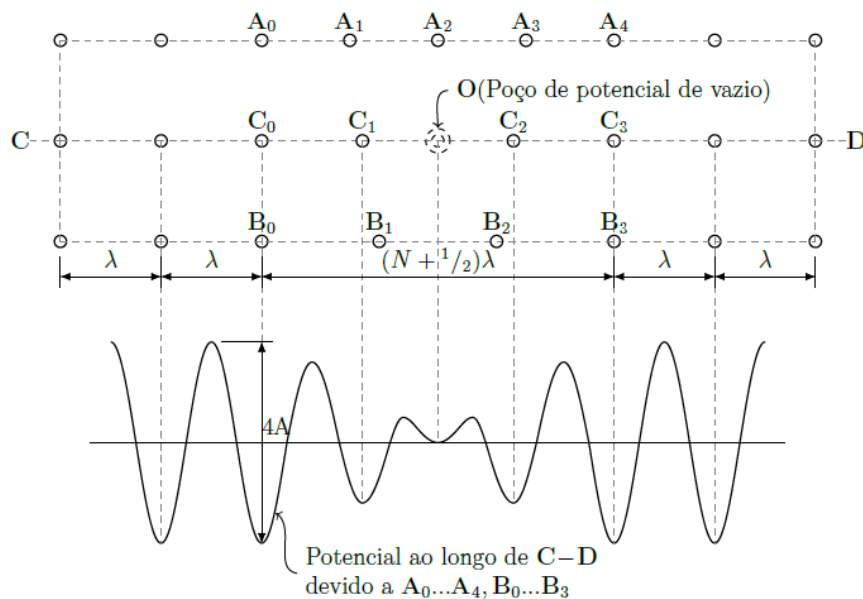 A₀ A₁ A₂ A₃ A₄
O(Poço de potencial de vazio)
C C₀ C₁ C₂ C₃ D
B₀ B₁ B₂ B₃
λ λ (N + 1/2)λ λ λ
4A
Potencial ao longo de C–D
devido a A₀...A₄, B₀...B₃